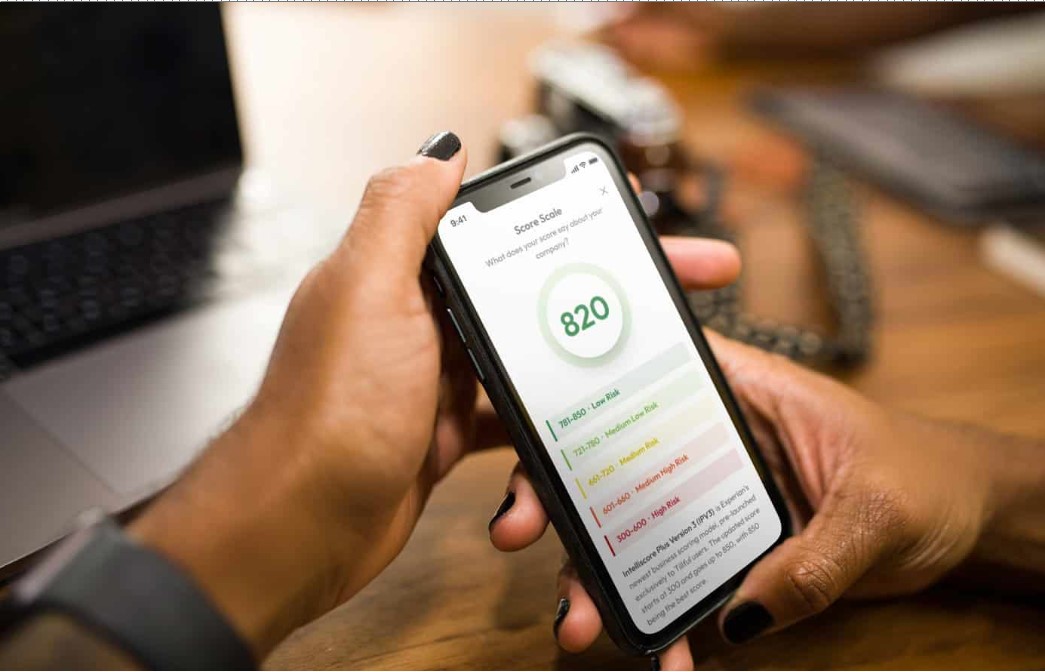 9:41
Score Scale
What does your score say about your
company?
820
781-850 · Low Risk
721-780 · Medium Low Risk
661-720 · Medium Risk
601-660 · Medium High Risk
300-600 · High Risk
Intelliscore Plus Version 3 (IPV3) is Experian's
newest business scoring model, pre-launched
exclusively to Tillful users. The updated score
starts at 300 and goes up to 850, with 850
being the best score.